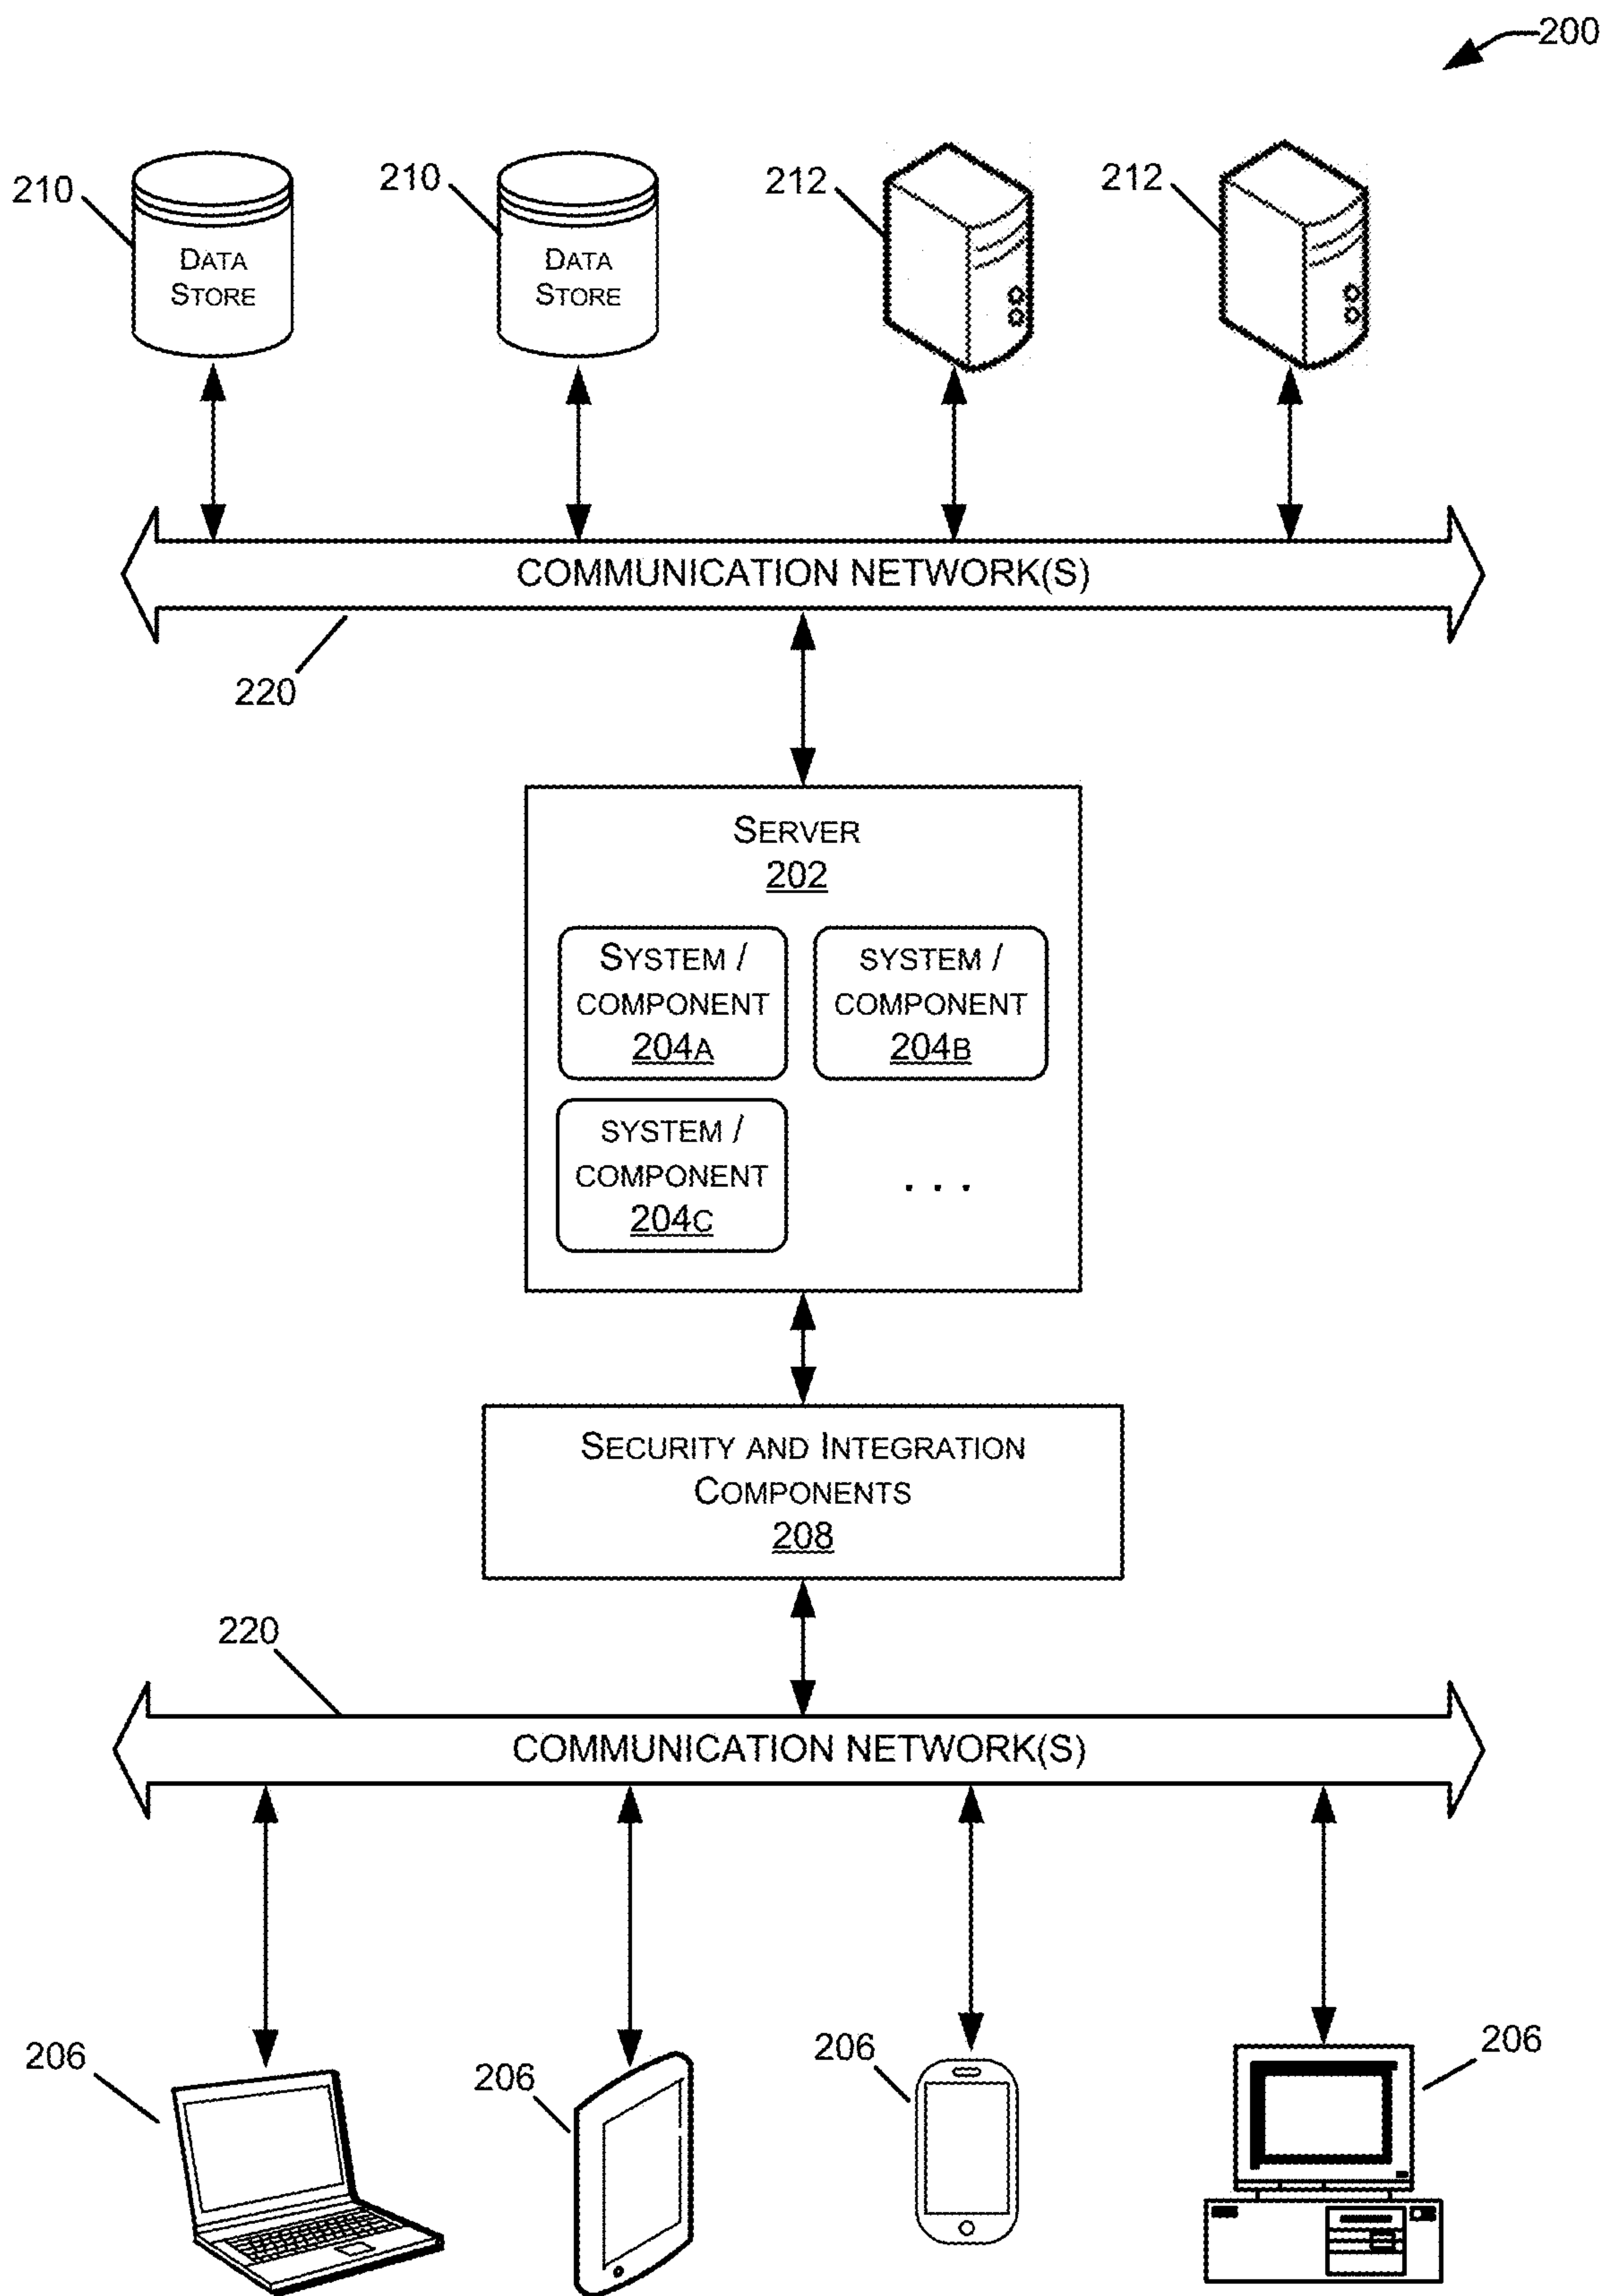 200
210
210
212
212
DATA
STORE
DATA
STORE
COMMUNICATION NETWORK(S)
220
SERVER
202
SYSTEM /
COMPONENT
204A
SYSTEM /
COMPONENT
204B
SYSTEM /
COMPONENT
204C
. . .
SECURITY AND INTEGRATION
COMPONENTS
208
220
COMMUNICATION NETWORK(S)
206
206
206
206